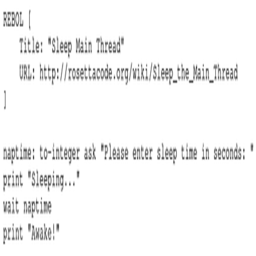 REBOL [
    Title: "Sleep Main Thread"
    URL: http://rosettacode.org/wiki/Sleep_the_Main_Thread
]

naptime: to-integer ask "Please enter sleep time in seconds: "
print "Sleeping..."
wait naptime
print "Awake!"